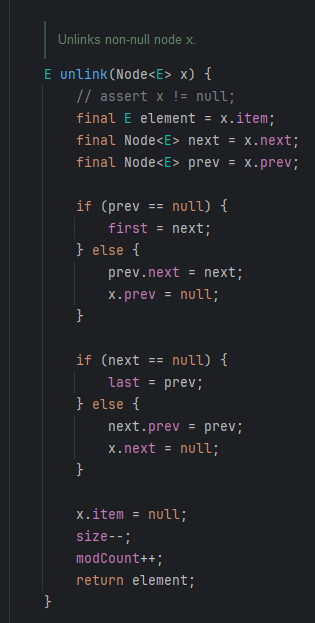 Unlinks non-null node x.
E unlink(Node<E> x) {
    // assert x != null;
    final E element = x.item;
    final Node<E> next = x.next;
    final Node<E> prev = x.prev;

    if (prev == null) {
        first = next;
    } else {
        prev.next = next;
        x.prev = null;
    }

    if (next == null) {
        last = prev;
    } else {
        next.prev = prev;
        x.next = null;
    }

    x.item = null;
    size--;
    modCount++;
    return element;
}